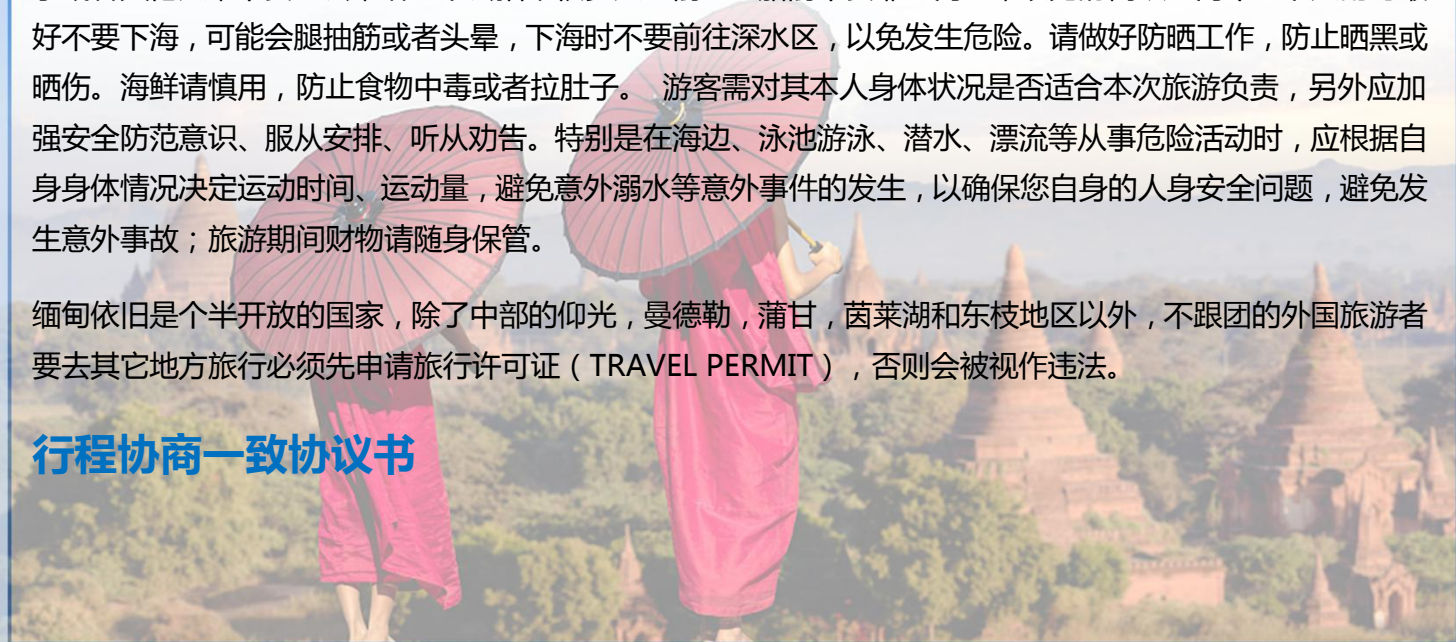 好不要下海，可能会腿抽筋或者头晕，下海时不要前往深水区，以免发生危险。请做好防晒工作，防止晒黑或
晒伤。海鲜请慎用，防止食物中毒或者拉肚子。 游客需对其本人身体状况是否适合本次旅游负责，另外应加
强安全防范意识、服从安排、听从劝告。特别是在海边、泳池游泳、潜水、漂流等从事危险活动时，应根据自
身身体情况决定运动时间、运动量，避免意外溺水等意外事件的发生，以确保您自身的人身安全问题，避免发
生意外事故；旅游期间财物请随身保管。
缅甸依旧是个半开放的国家，除了中部的仰光，曼德勒，蒲甘，茵莱湖和东枝地区以外，不跟团的外国旅游者
要去其它地方旅行必须先申请旅行许可证（TRAVEL PERMIT），否则会被视作违法。
行程协商一致协议书